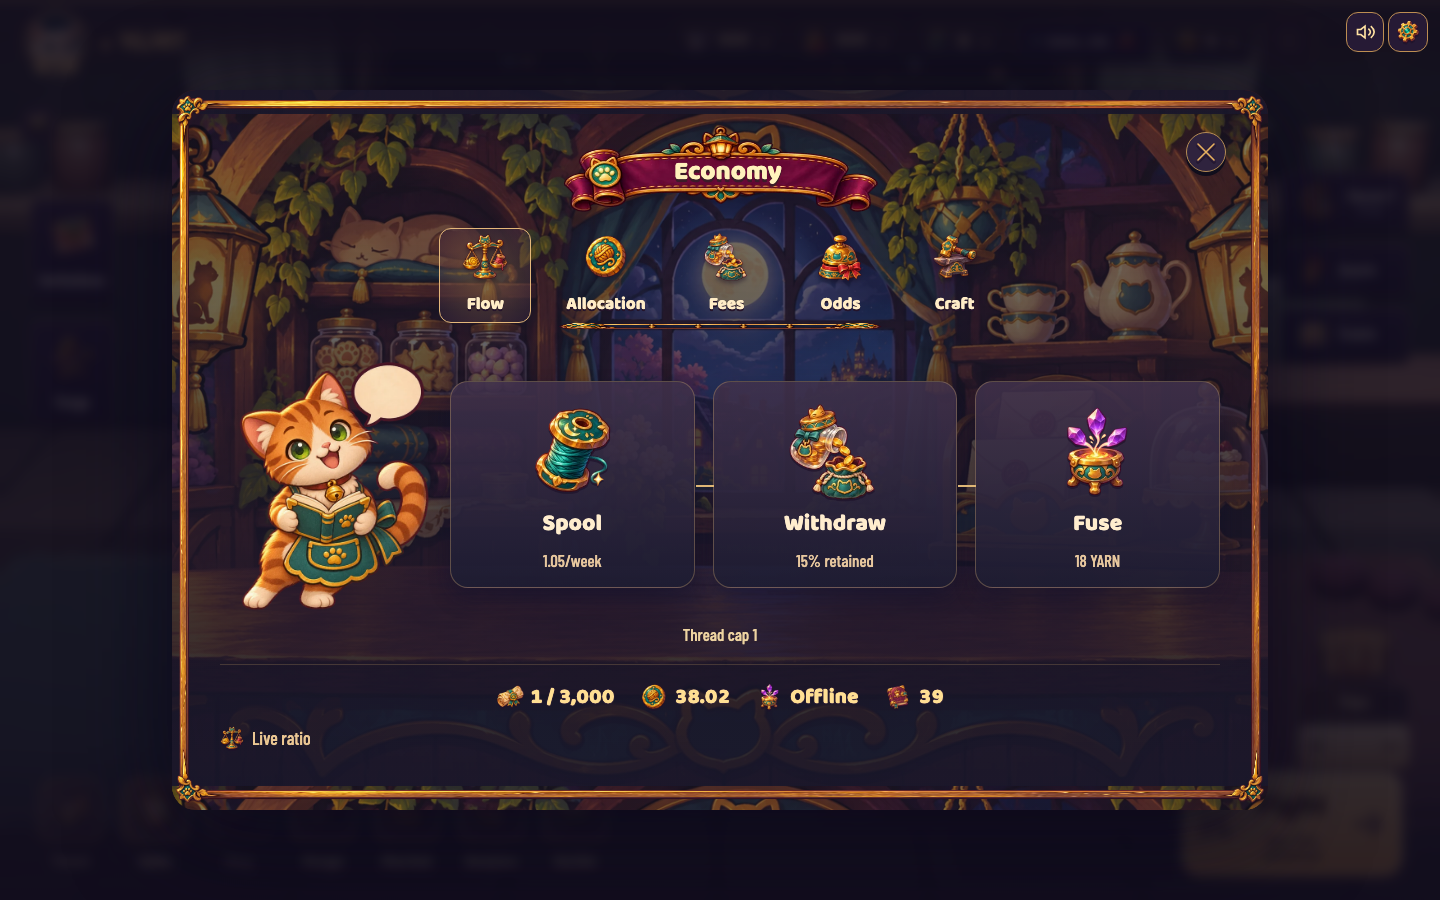 Economy
Flow
Allocation
Fees
Odds
Craft
Spool
1.05/week
Withdraw
15% retained
Fuse
18 YARN
Thread cap 1
1 / 3,000
38.02
Offline
39
Live ratio